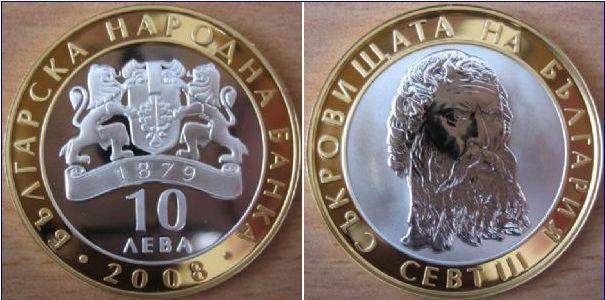 БЪЛГАРСКА НАРОДНА БАНКА
1879
10
ЛЕВА
• 2008 •
СЪКРОВИЩАТА НА БЪЛГАРИЯ
СЕВТ III